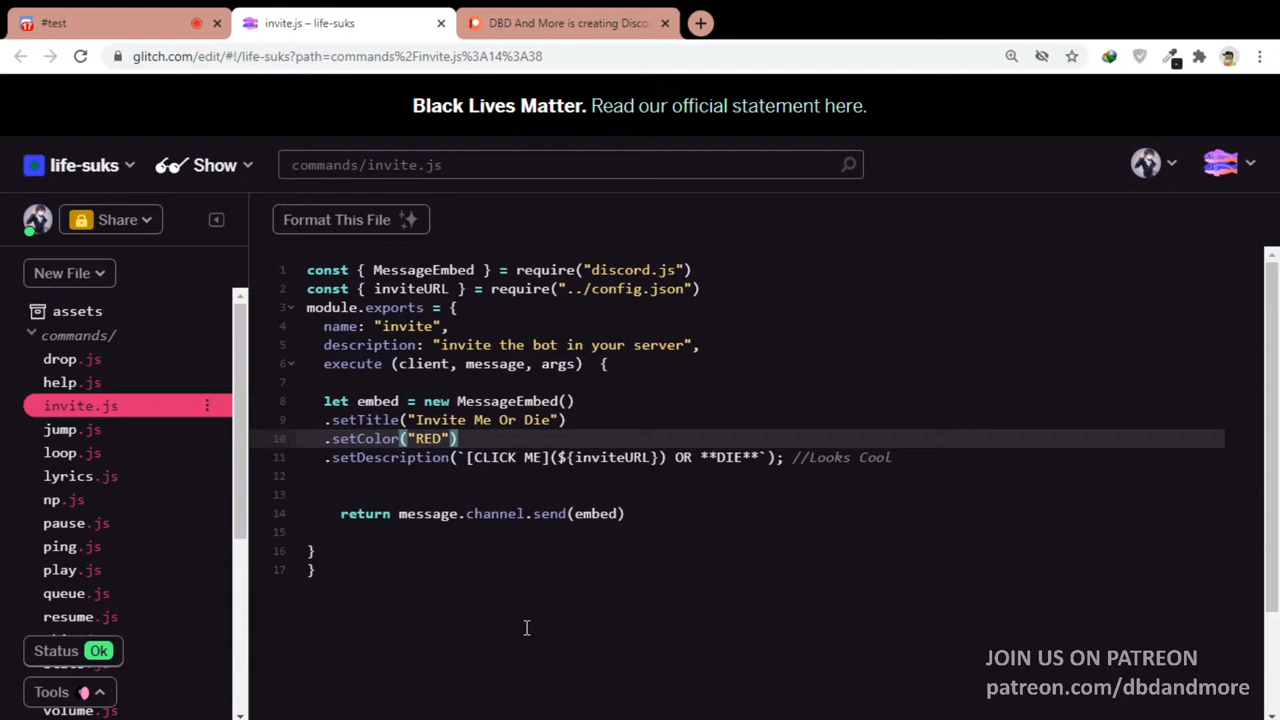 #test
invite.js – life-suks
DBD And More is creating Disco
glitch.com/edit/#!/life-suks?path=commands%2Finvite.js%3A14%3A38
Black Lives Matter. Read our official statement here.
life-suks
Show
commands/invite.js
Share
Format This File
New File
assets
commands/
drop.js
help.js
invite.js
jump.js
loop.js
lyrics.js
np.js
pause.js
ping.js
play.js
queue.js
resume.js
volume.js
Status Ok
Tools
1 const { MessageEmbed } = require("discord.js")
2 const { inviteURL } = require("../config.json")
3 module.exports = {
4 name: "invite",
5 description: "invite the bot in your server",
6 execute (client, message, args) {
7
8 let embed = new MessageEmbed()
9 .setTitle("Invite Me Or Die")
10 .setColor("RED")
11 .setDescription(`[CLICK ME](${inviteURL}) OR **DIE**`); //Looks Cool
12
13
14 return message.channel.send(embed)
15
16 }
17 }
JOIN US ON PATREON
patreon.com/dbdandmore